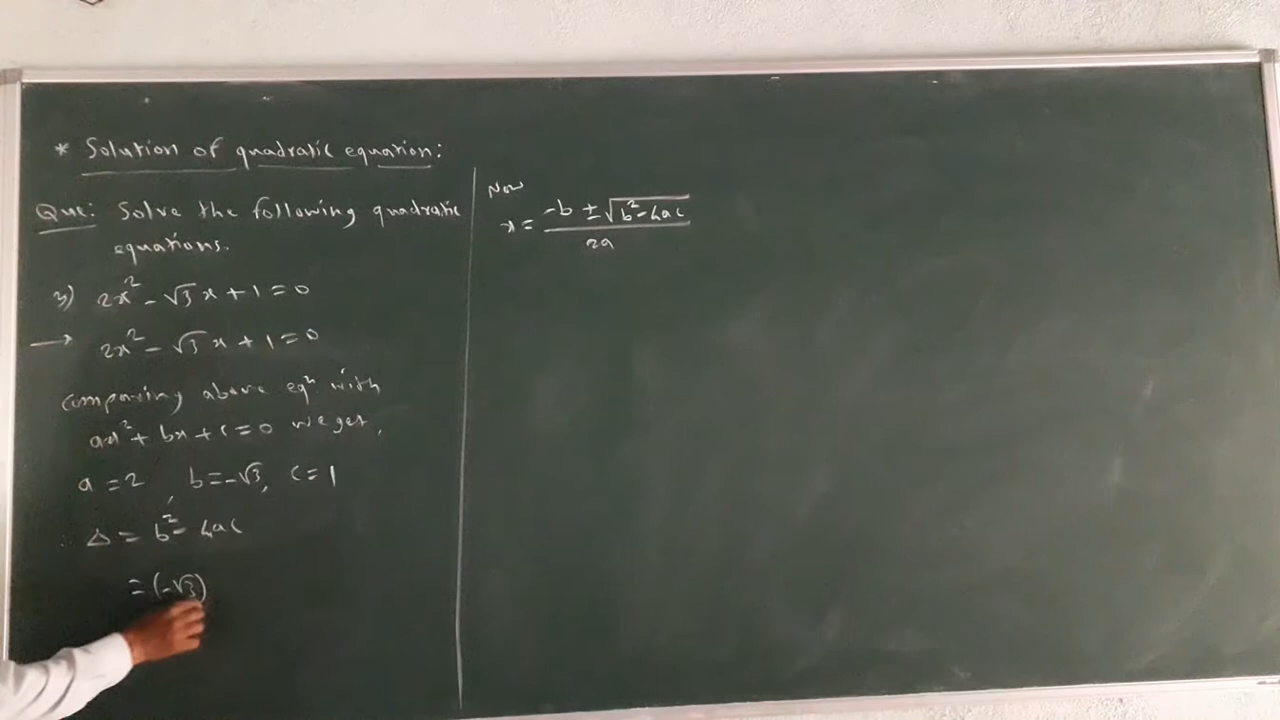 * Solution of quadratic equation:
Que: Solve the following quadratic
equations.
3) 2x² - √3 x + 1 = 0
→ 2x² - √3 x + 1 = 0
comparing above eqⁿ with
ax² + bx + c = 0 we get,
a = 2, b = -√3, c = 1
∴ Δ = b² - 4ac
= (-√3)
Now
x = (-b ± √(b² - 4ac)) / 2a